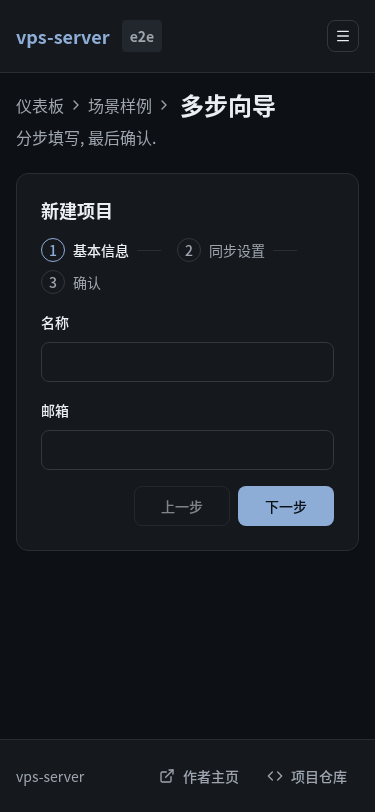 vps-server e2e
仪表板 > 场景样例 > 多步向导
分步填写, 最后确认.
新建项目
1 基本信息 2 同步设置
3 确认
名称
邮箱
上一步 下一步
vps-server 作者主页 项目仓库